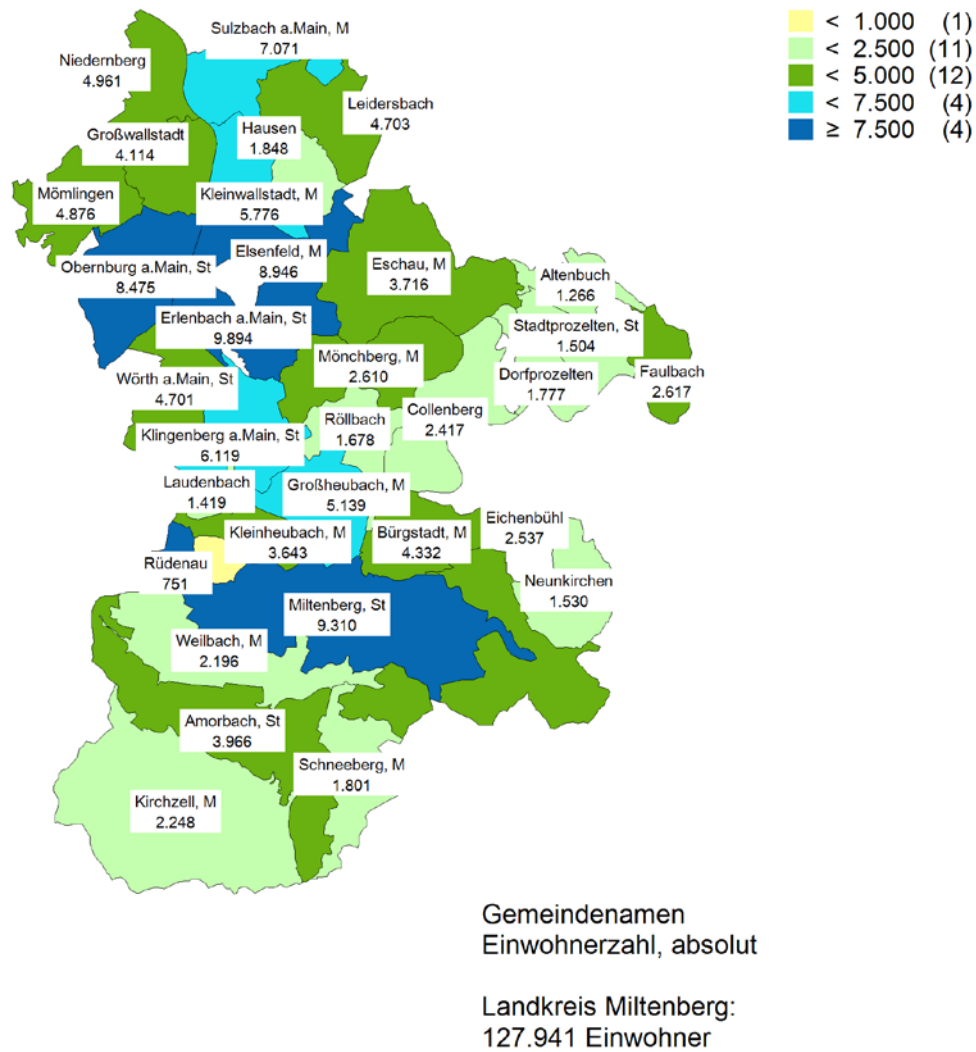 Sulzbach a.Main, M
7.071
Niedernberg
4.961
Leidersbach
4.703
Großwallstadt
4.114
Hausen
1.848
Mömlingen
4.876
Kleinwallstadt, M
5.776
Elsenfeld, M
8.946
Obernburg a.Main, St
8.475
Eschau, M
3.716
Altenbuch
1.266
Erlenbach a.Main, St
9.894
Stadtprozelten, St
1.504
Mönchberg, M
2.610
Wörth a.Main, St
4.701
Dorfprozelten
1.777
Faulbach
2.617
Collenberg
2.417
Röllbach
1.678
Klingenberg a.Main, St
6.119
Laudenbach
1.419
Großheubach, M
5.139
Kleinheubach, M
3.643
Bürgstadt, M
4.332
Eichenbühl
2.537
Rüdenau
751
Neunkirchen
1.530
Miltenberg, St
9.310
Weilbach, M
2.196
Amorbach, St
3.966
Schneeberg, M
1.801
Kirchzell, M
2.248
< 1.000 (1)
< 2.500 (11)
< 5.000 (12)
< 7.500 (4)
≥ 7.500 (4)
Gemeindenamen
Einwohnerzahl, absolut
Landkreis Miltenberg:
127.941 Einwohner